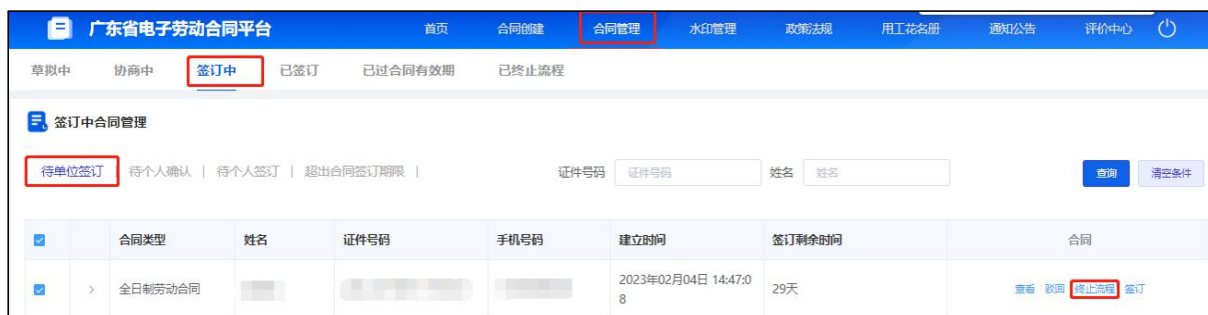 广东省电子劳动合同平台 首页 合同创建 合同管理 水印管理 政策法规 用工花名册 通知公告 评价中心
草拟中 协商中 签订中 已签订 已过合同有效期 已终止流程
签订中合同管理
待单位签订 | 待个人确认 | 待个人签订 | 超出合同签订期限 | 证件号码 证件号码 姓名 姓名 查询 清空条件
合同类型 姓名 证件号码 手机号码 建立时间 签订剩余时间 合同
全日制劳动合同 2023年02月04日 14:47:0 29天 查看 驳回 终止流程 签订
8